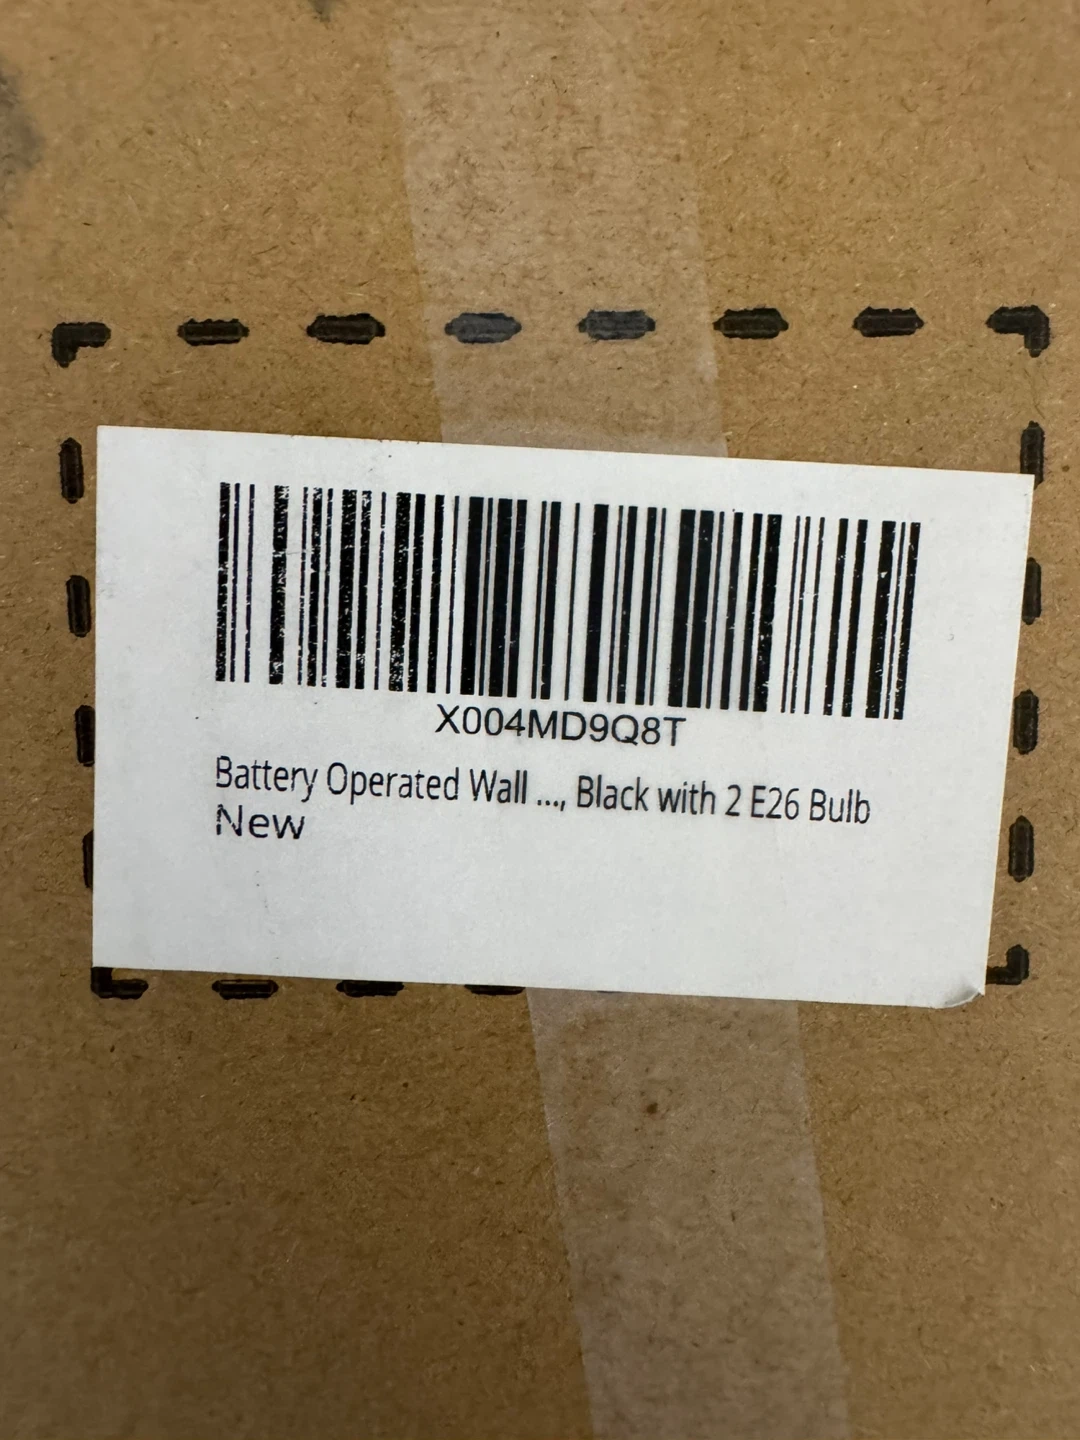 X004MD9Q8T
Battery Operated Wall ..., Black with 2 E26 Bulb
New